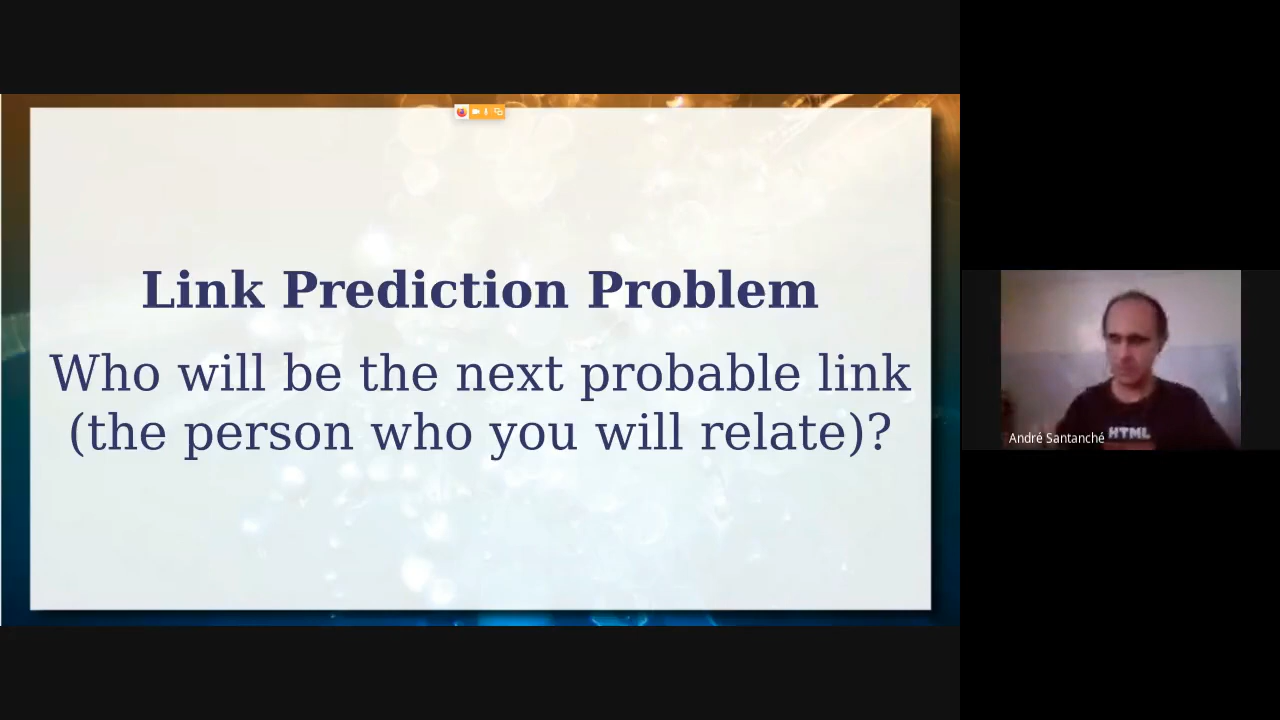 Link Prediction Problem
Who will be the next probable link
(the person who you will relate)?
André Santanché
HTML